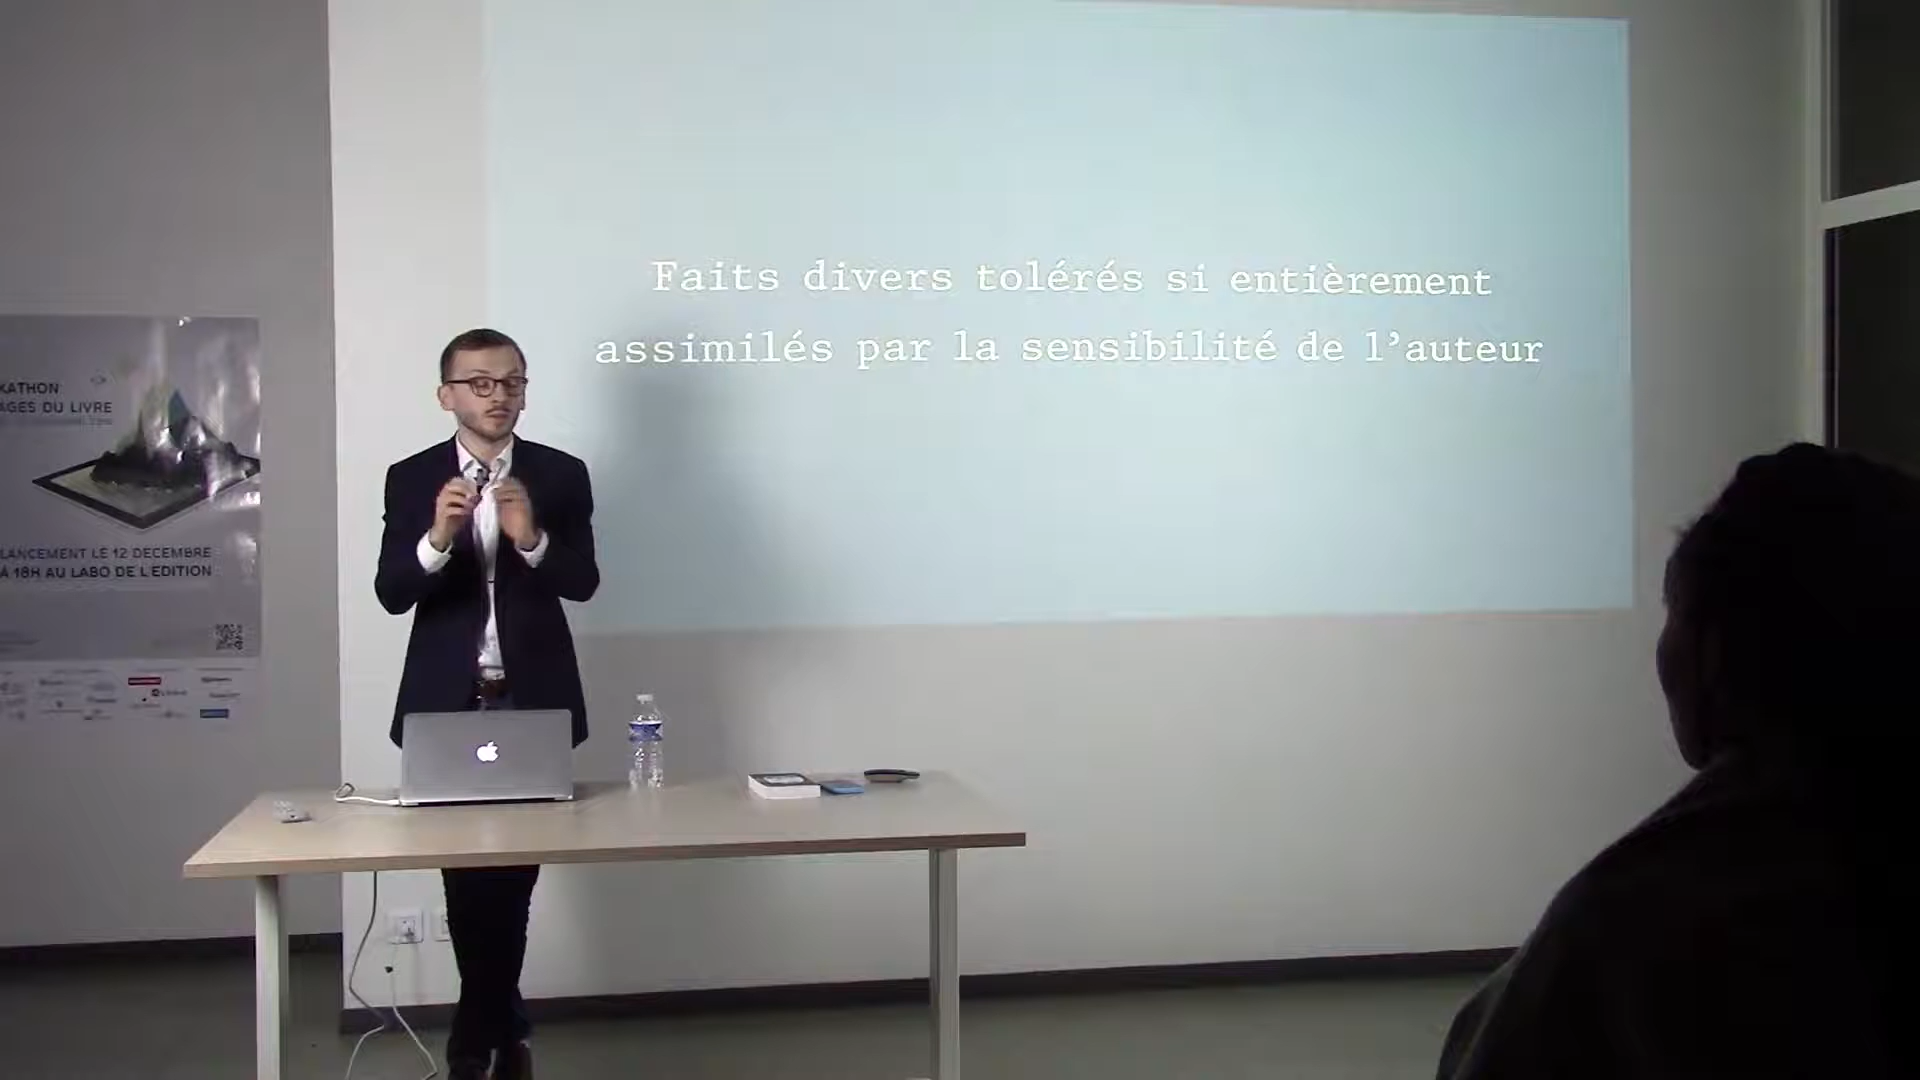 Faits divers tolérés si entièrement
assimilés par la sensibilité de l'auteur
KATHON
AGES DU LIVRE
LANCEMENT LE 12 DECEMBRE
A 18H AU LABO DE L'EDITION